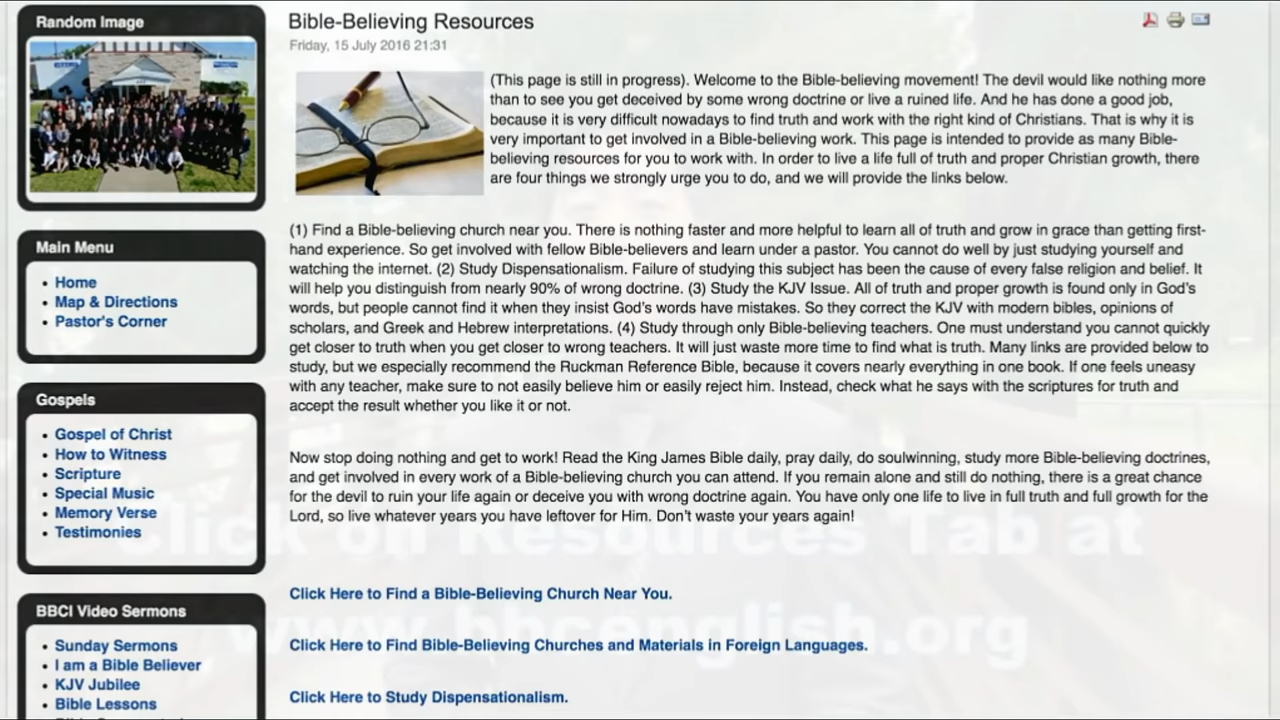 Random Image
Main Menu
Home
Map & Directions
Pastor's Corner
Gospels
Gospel of Christ
How to Witness
Scripture
Special Music
Memory Verse
Testimonies
BBCI Video Sermons
Sunday Sermons
I am a Bible Believer
KJV Jubilee
Bible Lessons
Bible-Believing Resources
Friday, 15 July 2016 21:31
(This page is still in progress). Welcome to the Bible-believing movement! The devil would like nothing more
than to see you get deceived by some wrong doctrine or live a ruined life. And he has done a good job,
because it is very difficult nowadays to find truth and work with the right kind of Christians. That is why it is
very important to get involved in a Bible-believing work. This page is intended to provide as many Bible-
believing resources for you to work with. In order to live a life full of truth and proper Christian growth, there
are four things we strongly urge you to do, and we will provide the links below.
(1) Find a Bible-believing church near you. There is nothing faster and more helpful to learn all of truth and grow in grace than getting first-
hand experience. So get involved with fellow Bible-believers and learn under a pastor. You cannot do well by just studying yourself and
watching the internet. (2) Study Dispensationalism. Failure of studying this subject has been the cause of every false religion and belief. It
will help you distinguish from nearly 90% of wrong doctrine. (3) Study the KJV Issue. All of truth and proper growth is found only in God's
words, but people cannot find it when they insist God's words have mistakes. So they correct the KJV with modern bibles, opinions of
scholars, and Greek and Hebrew interpretations. (4) Study through only Bible-believing teachers. One must understand you cannot quickly
get closer to truth when you get closer to wrong teachers. It will just waste more time to find what is truth. Many links are provided below to
study, but we especially recommend the Ruckman Reference Bible, because it covers nearly everything in one book. If one feels uneasy
with any teacher, make sure to not easily believe him or easily reject him. Instead, check what he says with the scriptures for truth and
accept the result whether you like it or not.
Now stop doing nothing and get to work! Read the King James Bible daily, pray daily, do soulwinning, study more Bible-believing doctrines,
and get involved in every work of a Bible-believing church you can attend. If you remain alone and still do nothing, there is a great chance
for the devil to ruin your life again or deceive you with wrong doctrine again. You have only one life to live in full truth and full growth for the
Lord, so live whatever years you have leftover for Him. Don't waste your years again!
Click on Resources Tab at
www.bbcenglish.org
Click Here to Find a Bible-Believing Church Near You.
Click Here to Find Bible-Believing Churches and Materials in Foreign Languages.
Click Here to Study Dispensationalism.